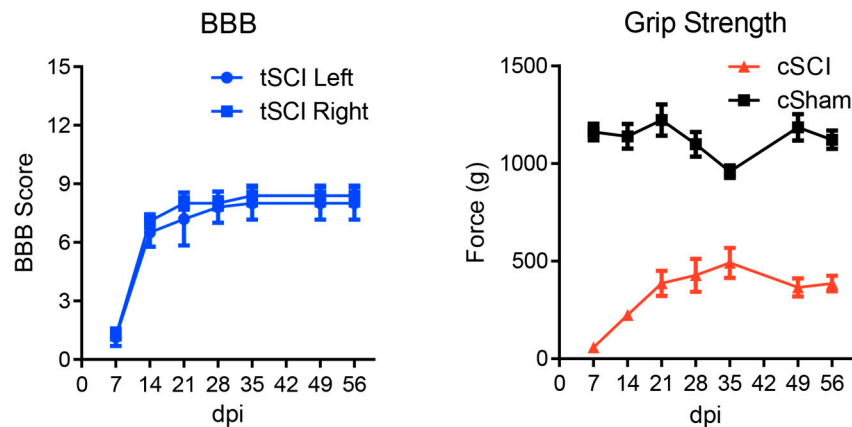 BBB
15
12
9
6
3
0
BBB Score
tSCI Left
tSCI Right
0 7 14 21 28 35 42 49 56
dpi
Grip Strength
1500
1000
500
0
Force (g)
cSCI
cSham
0 7 14 21 28 35 42 49 56
dpi